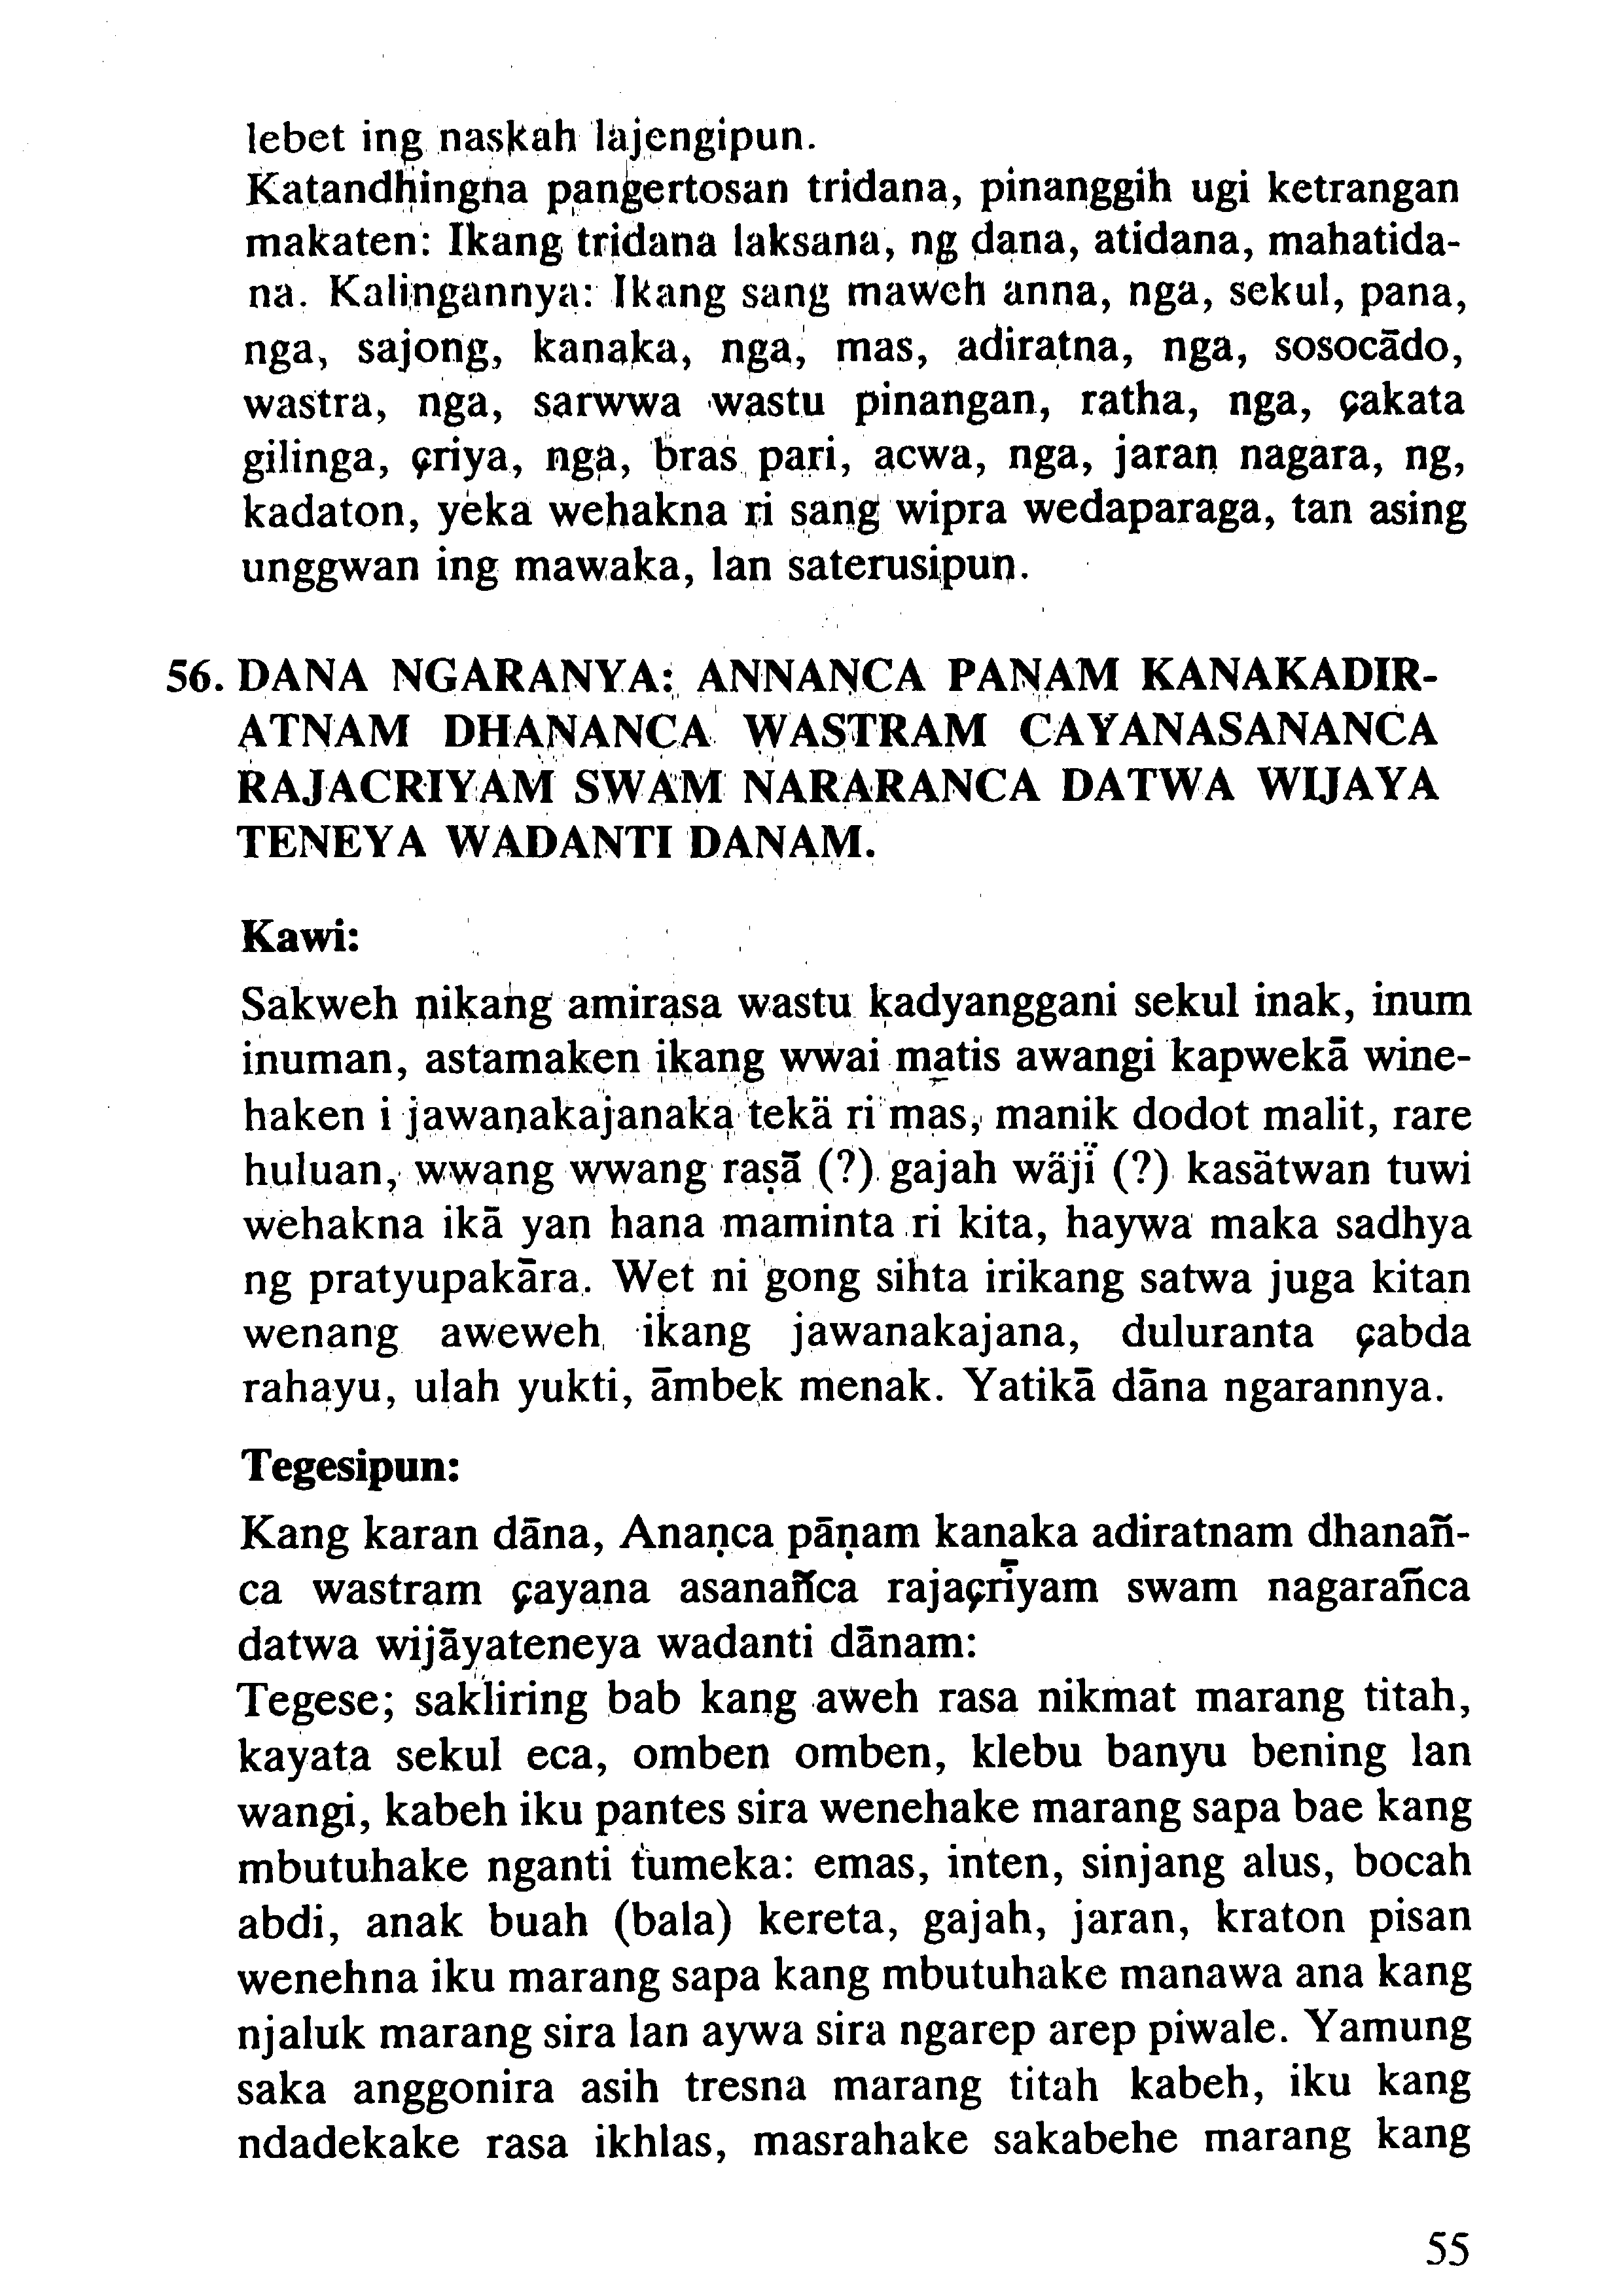 lebet ing naskah lajengipun.
Katandhingna pangertosan tridana, pinanggih ugi ketrangan
makaten: Ikang tridana laksana, ng dana, atidana, mahatida-
na. Kalingannya: Ikang sang maweh anna, nga, sekul, pana,
nga, sajong, kanaka, nga, mas, adiratna, nga, sosocādo,
wastra, nga, sarwwa wastu pinangan, ratha, nga, çakata
gilinga, çriya, nga, bras pari, acwa, nga, jaran nagara, ng,
kadaton, yeka wehakna ri sang wipra wedaparaga, tan asing
unggwan ing mawaka, lan saterusipun.
56. DANA NGARANYA: ANNANCA PANAM KANAKADIR-
ATNAM DHANANCA WASTRAM CAYANASANANCA
RAJACRIYAM SWAM NARARANCA DATWA WIJAYA
TENEYA WADANTI DANAM.
Kawi:
Sakweh nikang amirasa wastu kadyanggani sekul inak, inum
inuman, astamaken ikang wwai matis awangi kapwekā wine-
haken i jawanakajanaka tekä ri mas, manik dodot malit, rare
huluan, wwang wwang rasā (?) gajah wäjï (?) kasätwan tuwi
wehakna ikā yan hana maminta ri kita, haywa maka sadhya
ng pratyupakāra. Wet ni gong sihta irikang satwa juga kitan
wenang aweweh ikang jawanakajana, duluranta çabda
rahayu, ulah yukti, āmbek menak. Yatikā dāna ngarannya.
Tegesipun:
Kang karan dāna, Ananca pānam kanaka adiratnam dhanañ-
ca wastram çayana asanañca rajaçrīyam swam nagarañca
datwa wijāyateneya wadanti dānam:
Tegese; sakliring bab kang aweh rasa nikmat marang titah,
kayata sekul eca, omben omben, klebu banyu bening lan
wangi, kabeh iku pantes sira wenehake marang sapa bae kang
mbutuhake nganti tumeka: emas, inten, sinjang alus, bocah
abdi, anak buah (bala) kereta, gajah, jaran, kraton pisan
wenehna iku marang sapa kang mbutuhake manawa ana kang
njaluk marang sira lan aywa sira ngarep arep piwale. Yamung
saka anggonira asih tresna marang titah kabeh, iku kang
ndadekake rasa ikhlas, masrahake sakabehe marang kang
55